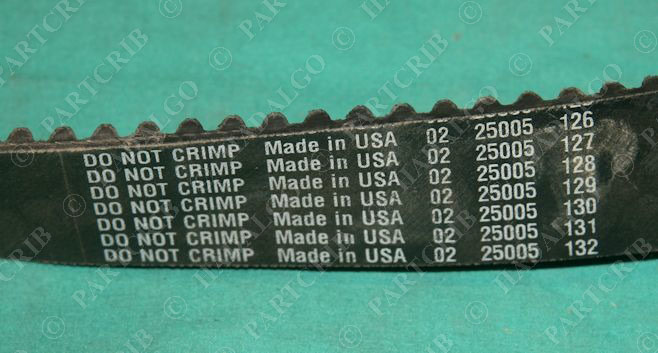 DO NOT CRIMP Made in USA 02 25005 126
DO NOT CRIMP Made in USA 02 25005 127
DO NOT CRIMP Made in USA 02 25005 128
DO NOT CRIMP Made in USA 02 25005 129
DO NOT CRIMP Made in USA 02 25005 130
DO NOT CRIMP Made in USA 02 25005 131
DO NOT CRIMP Made in USA 02 25005 132